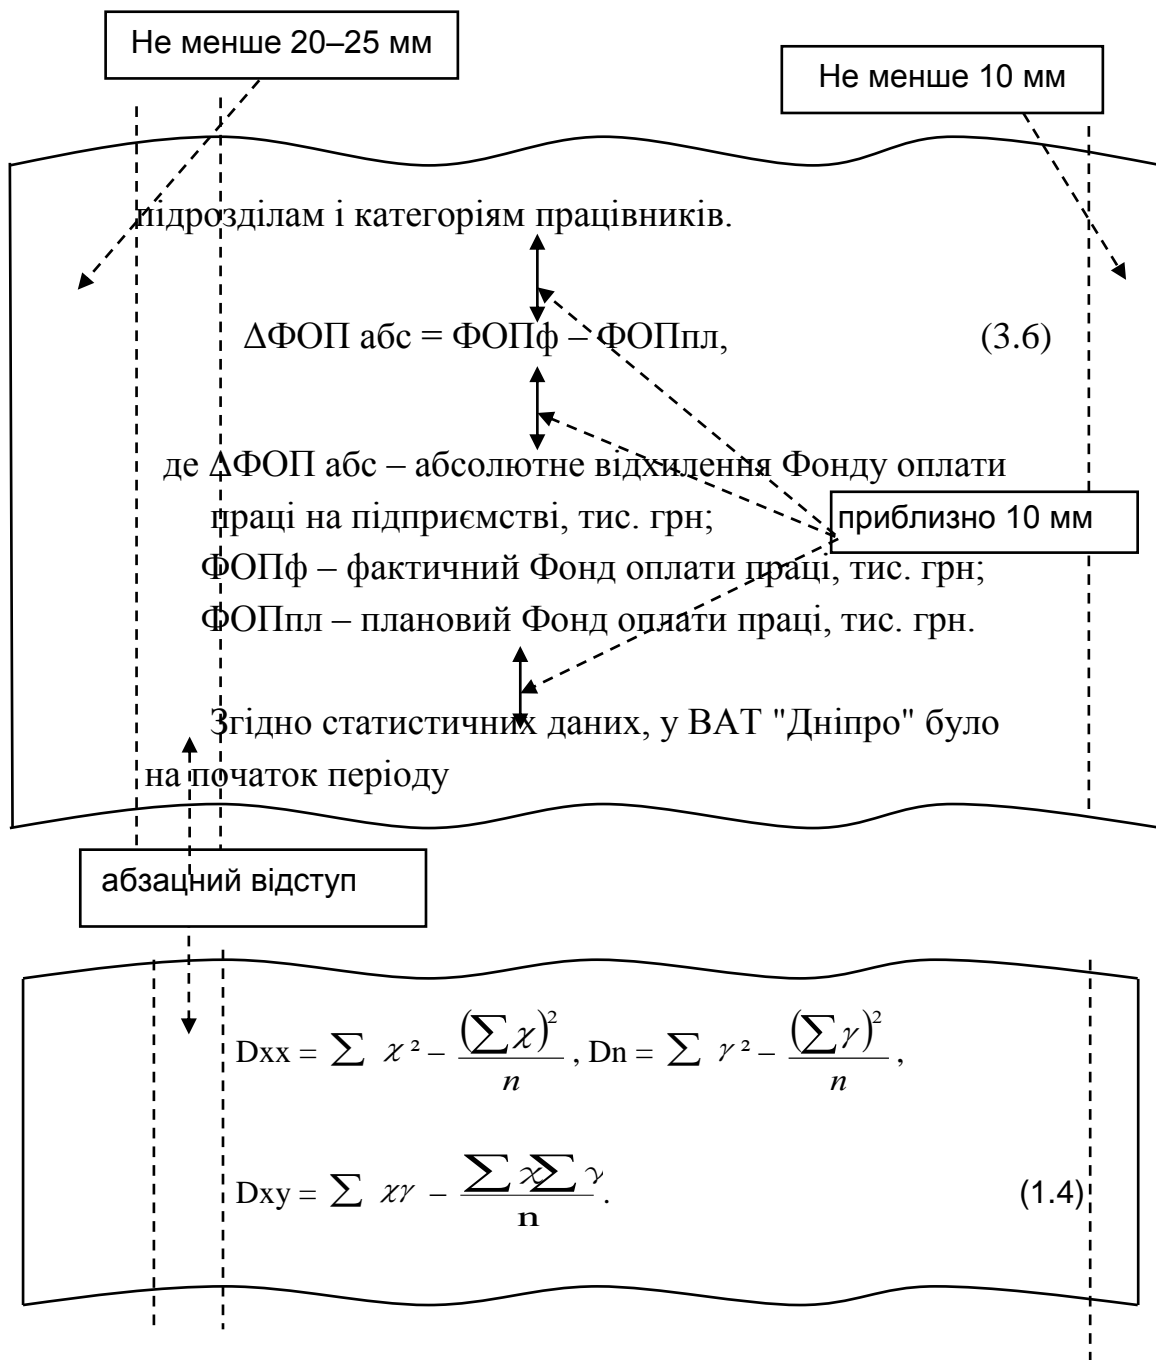 Не менше 20–25 мм
Не менше 10 мм
підрозділам і категоріям працівників.
ΔФОП абс = ФОПф – ФОПпл, (3.6)
де ΔФОП абс – абсолютне відхилення Фонду оплати
праці на підприємстві, тис. грн;
приблизно 10 мм
ФОПф – фактичний Фонд оплати праці, тис. грн;
ФОПпл – плановий Фонд оплати праці, тис. грн.
Згідно статистичних даних, у ВАТ "Дніпро" було
на початок періоду
абзацний відступ
Dxx = ∑ χ² – (∑χ)²/n , Dn = ∑ γ² – (∑γ)²/n ,
Dxy = ∑ χγ – ∑χ∑γ/n . (1.4)